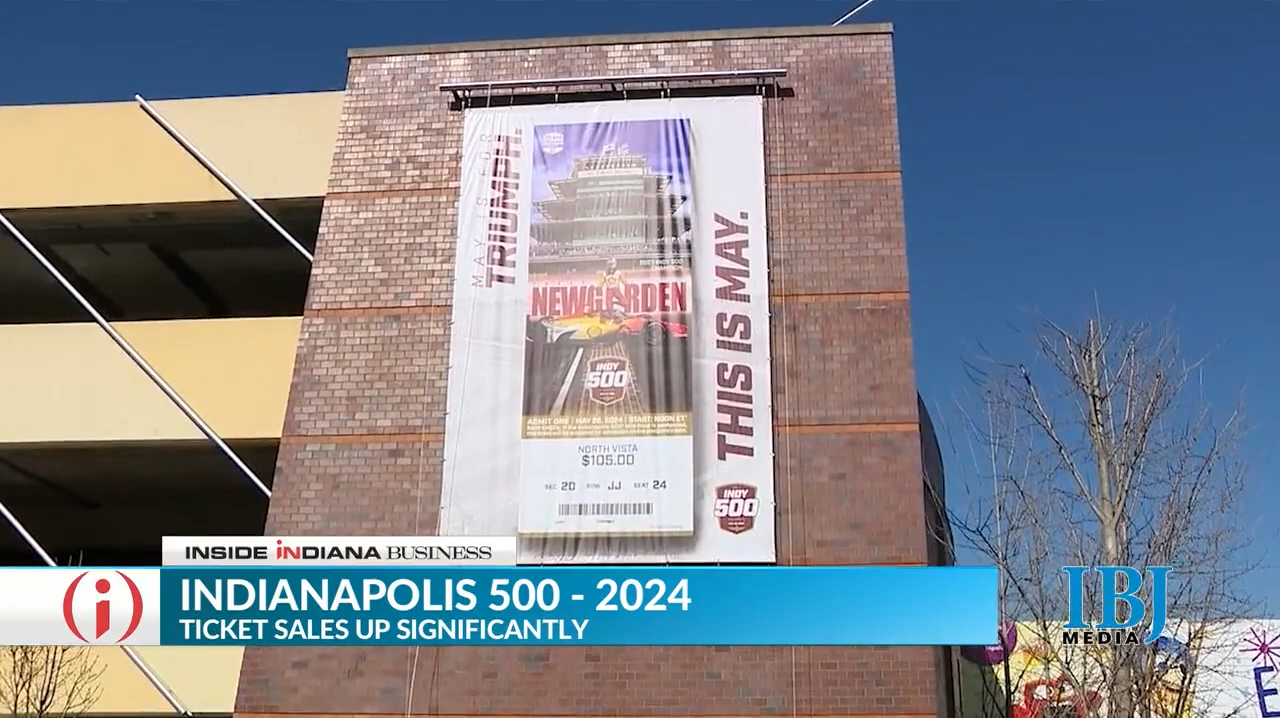 MAY IS FOR
TRIUMPH.
THIS IS MAY.
NEWGARDEN
INDY
500
ADMIT ONE | MAY 26, 2024 | START: NOON ET
NORTH VISTA
$105.00
SEC 20 ROW JJ SEAT 24
INDY
500
INSIDE INDIANA BUSINESS
i
INDIANAPOLIS 500 - 2024
TICKET SALES UP SIGNIFICANTLY
IBJ
MEDIA
E